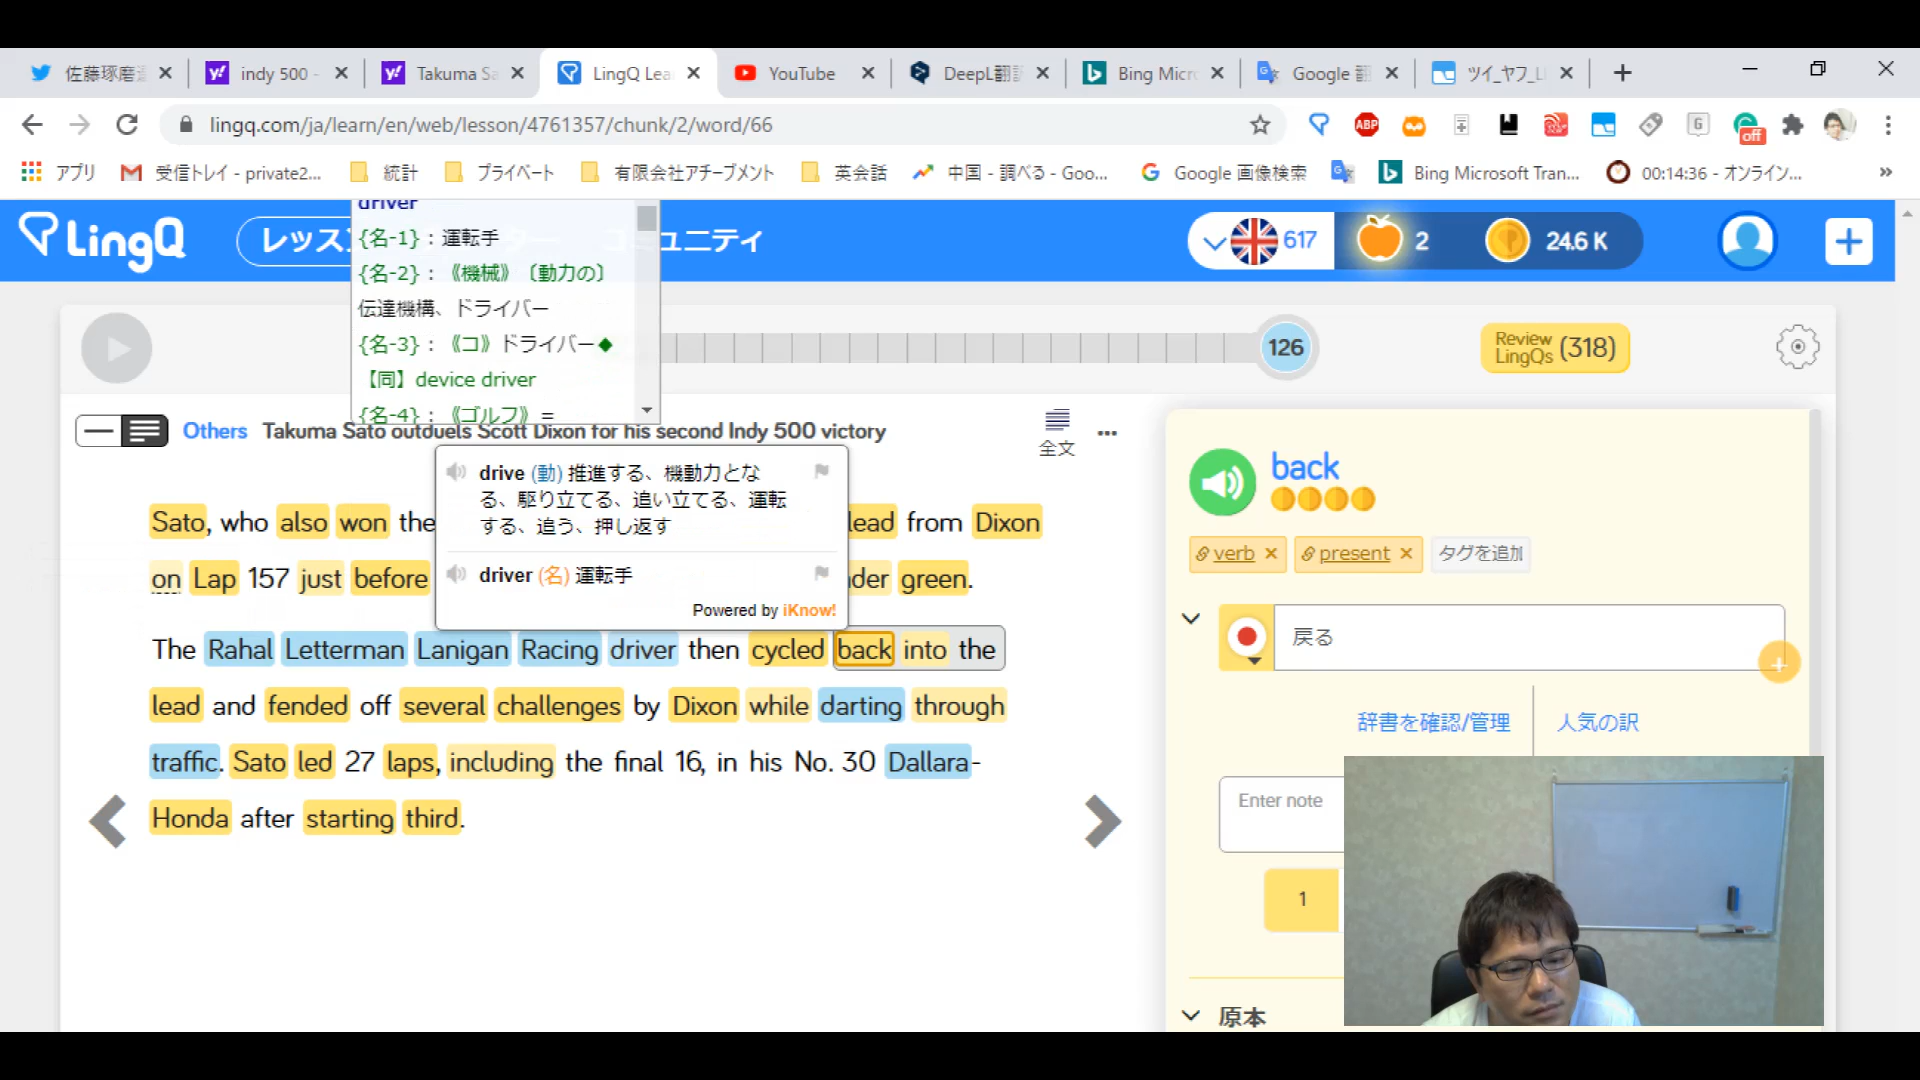 佐藤琢磨
indy 500 -
Takuma Sa
LingQ Lea
YouTube
DeepL翻訳
Bing Micr
Google 翻
ツイ_ヤフ_L
lingq.com/ja/learn/en/web/lesson/4761357/chunk/2/word/66
ABP
G
off
アプリ
受信トレイ - private2...
統計
プライベート
有限会社アチーブメント
英会話
中国 - 調べる - Goo...
Google 画像検索
Bing Microsoft Tran...
00:14:36 - オンライン...
LingQ
レッスン
コミュニティ
617
2
24.6 K
driver
{名-1}：運転手
{名-2}：《機械》〔動力の〕
伝達機構、ドライバー
{名-3}：《コ》ドライバー◆
【同】device driver
{名-4}：《ゴルフ》=
126
Review
LingQs (318)
Others Takuma Sato outduels Scott Dixon for his second Indy 500 victory
全文
drive (動) 推進する、機動力とな
る、駆り立てる、追い立てる、運転
する、追う、押し返す
driver (名) 運転手
Powered by iKnow!
Sato, who also won the lead from Dixon
on Lap 157 just before nder green.
The Rahal Letterman Lanigan Racing driver then cycled back into the
lead and fended off several challenges by Dixon while darting through
traffic. Sato led 27 laps, including the final 16, in his No. 30 Dallara-
Honda after starting third.
back
verb
present
タグを追加
戻る
辞書を確認/管理
人気の訳
Enter note
1
原本